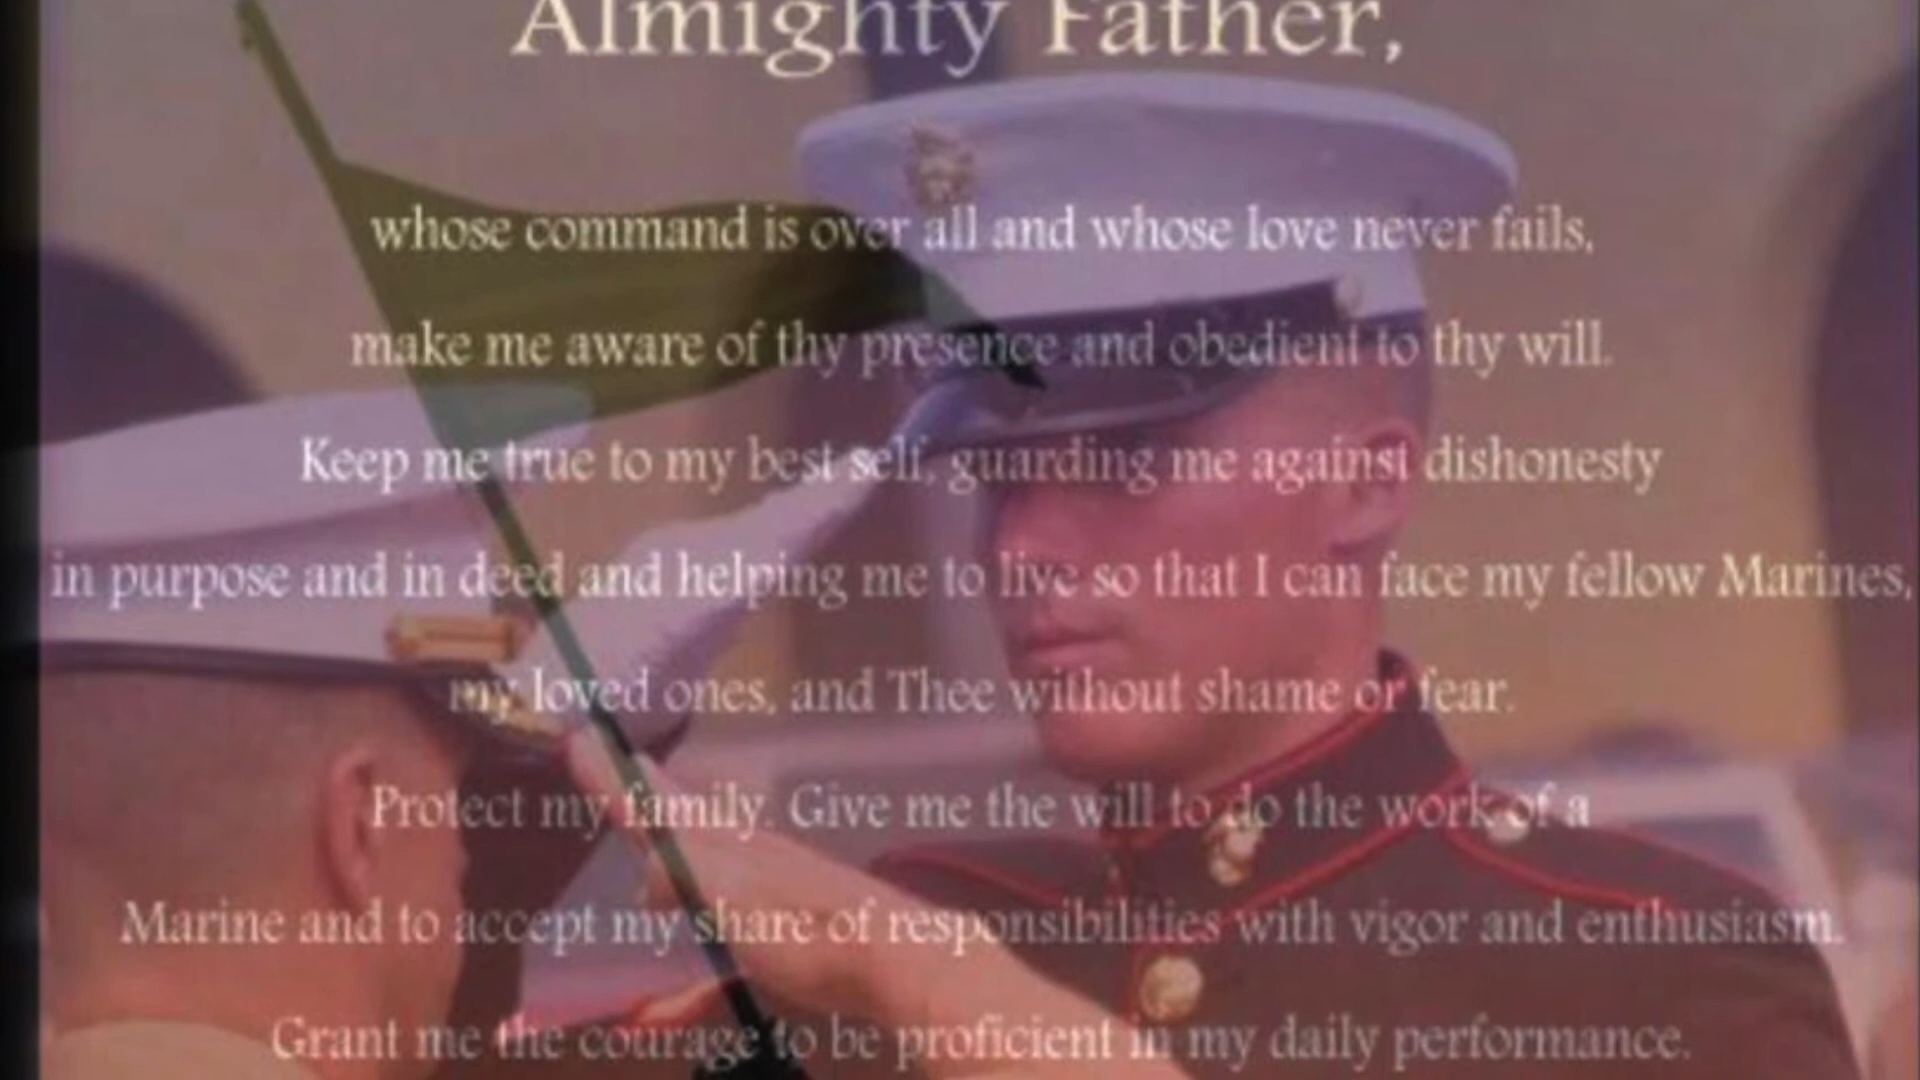 Almighty Father,
whose command is over all and whose love never fails,
make me aware of thy presence and obedient to thy will.
Keep me true to my best self, guarding me against dishonesty
in purpose and in deed and helping me to live so that I can face my fellow Marines,
my loved ones, and Thee without shame or fear.
Protect my family. Give me the will to do the work of a
Marine and to accept my share of responsibilities with vigor and enthusiasm.
Grant me the courage to be proficient in my daily performance.